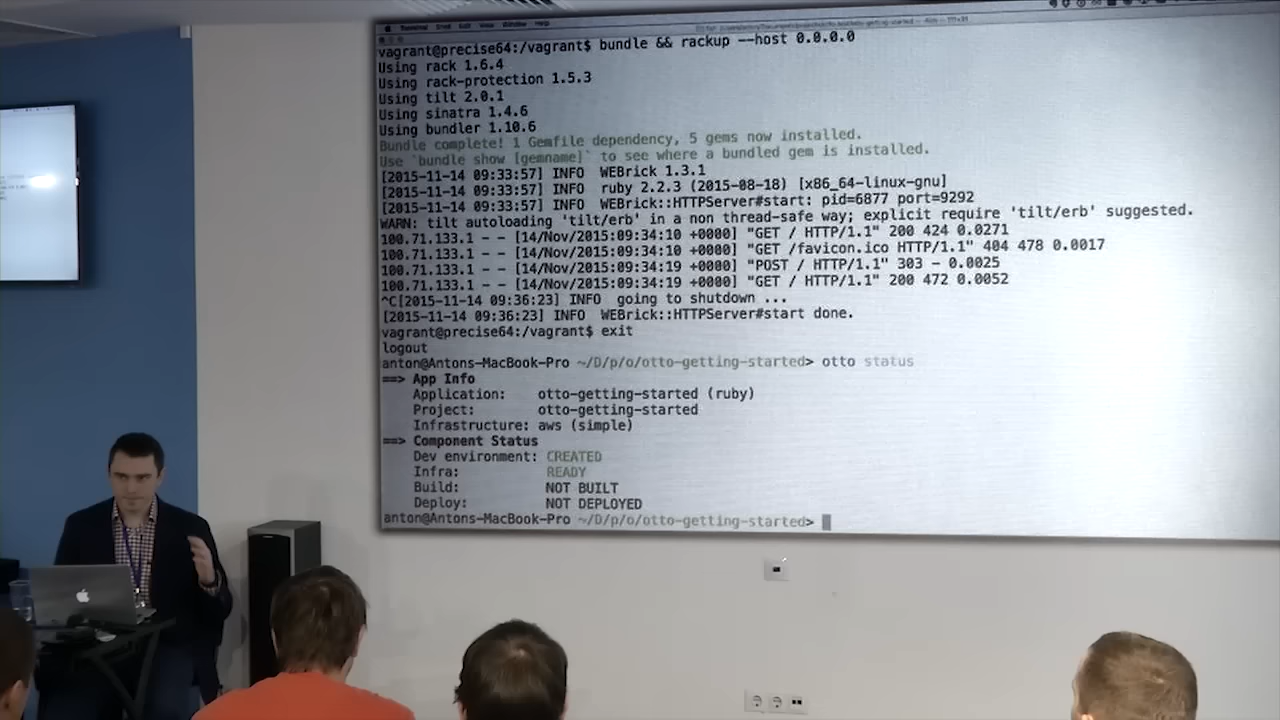 Terminal Shell Edit View Window Help
vagrant@precise64:/vagrant$ bundle && rackup --host 0.0.0.0
Using rack 1.6.4
Using rack-protection 1.5.3
Using tilt 2.0.1
Using sinatra 1.4.6
Using bundler 1.10.6
Bundle complete! 1 Gemfile dependency, 5 gems now installed.
Use `bundle show [gemname]` to see where a bundled gem is installed.
[2015-11-14 09:33:57] INFO  WEBrick 1.3.1
[2015-11-14 09:33:57] INFO  ruby 2.2.3 (2015-08-18) [x86_64-linux-gnu]
[2015-11-14 09:33:57] INFO  WEBrick::HTTPServer#start: pid=6877 port=9292
WARN: tilt autoloading 'tilt/erb' in a non thread-safe way; explicit require 'tilt/erb' suggested.
100.71.133.1 - - [14/Nov/2015:09:34:10 +0000] "GET / HTTP/1.1" 200 424 0.0271
100.71.133.1 - - [14/Nov/2015:09:34:10 +0000] "GET /favicon.ico HTTP/1.1" 404 478 0.0017
100.71.133.1 - - [14/Nov/2015:09:34:19 +0000] "POST / HTTP/1.1" 303 - 0.0025
100.71.133.1 - - [14/Nov/2015:09:34:19 +0000] "GET / HTTP/1.1" 200 472 0.0052
^C[2015-11-14 09:36:23] INFO  going to shutdown ...
[2015-11-14 09:36:23] INFO  WEBrick::HTTPServer#start done.
vagrant@precise64:/vagrant$ exit
logout
anton@Antons-MacBook-Pro ~/D/p/o/otto-getting-started> otto status
==> App Info
    Application:    otto-getting-started (ruby)
    Project:        otto-getting-started
    Infrastructure: aws (simple)
==> Component Status
    Dev environment: CREATED
    Infra:           READY
    Build:           NOT BUILT
    Deploy:          NOT DEPLOYED
anton@Antons-MacBook-Pro ~/D/p/o/otto-getting-started>